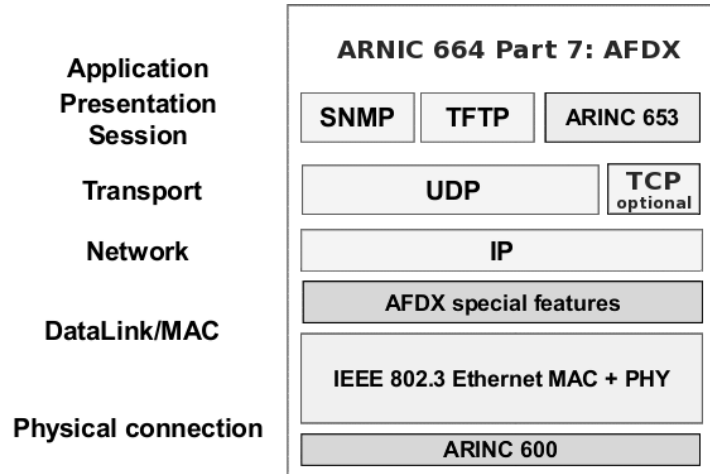 ARNIC 664 Part 7: AFDX
Application
Presentation
Session
SNMP
TFTP
ARINC 653
Transport
UDP
TCP
optional
Network
IP
AFDX special features
DataLink/MAC
IEEE 802.3 Ethernet MAC + PHY
Physical connection
ARINC 600